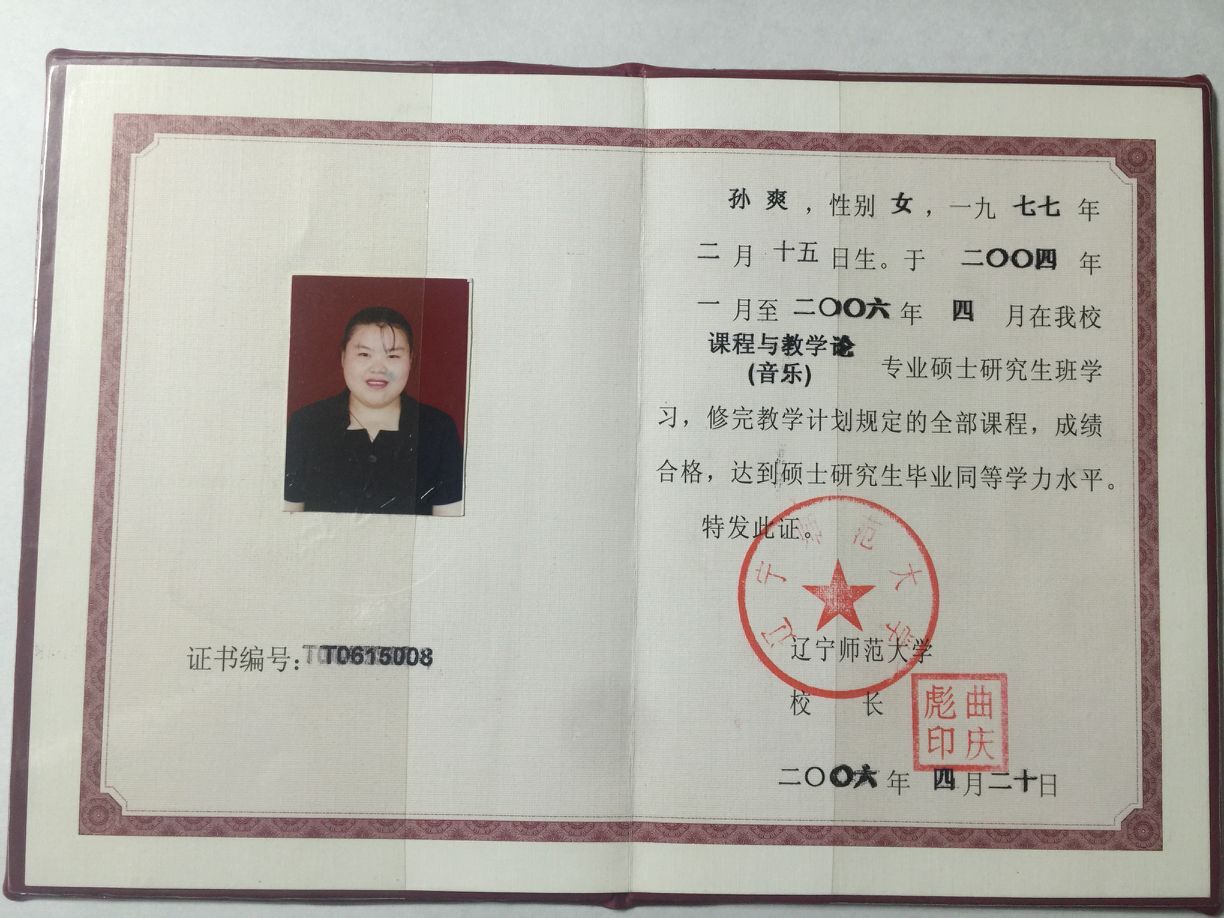 证书编号：T0615008
孙爽，性别女，一九七七年
二月十五日生。于二〇〇四年
一月至二〇〇六年四月在我校
课程与教学论
(音乐)
专业硕士研究生班学
习，修完教学计划规定的全部课程，成绩
合格，达到硕士研究生毕业同等学力水平。
特发此证。
辽宁师范大学
辽宁师范大学
校长
曲庆
彪印
二〇〇六年四月二十日